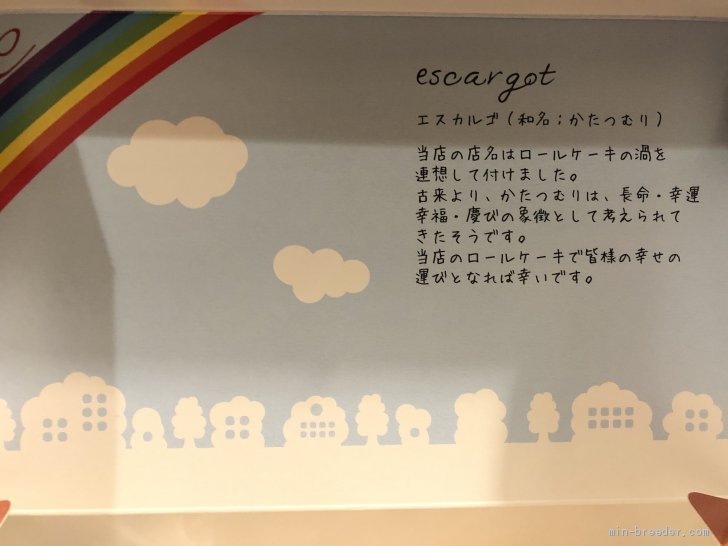 escargot
エスカルゴ（和名；かたつむり）
当店の店名はロールケーキの渦を
連想して付けました。
古来より、かたつむりは、長命・幸運
幸福・慶びの象徴として考えられて
きたそうです。
当店のロールケーキで皆様の幸せの
運びとなれば幸いです。
min-breeder.com